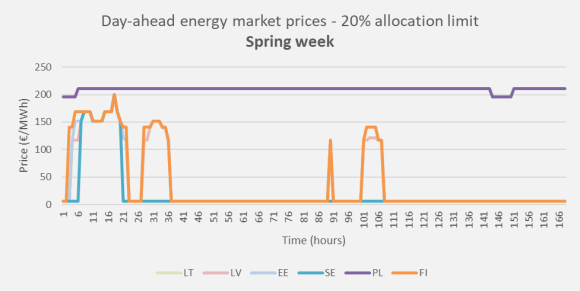 Day-ahead energy market prices - 20% allocation limit
Spring week
Price (€/MWh)
250
200
150
100
50
0
1 6 11 16 21 26 31 36 41 46 51 56 61 66 71 76 81 86 91 96 101 106 111 116 121 126 131 136 141 146 151 156 161 166
Time (hours)
LT LV EE SE PL FI